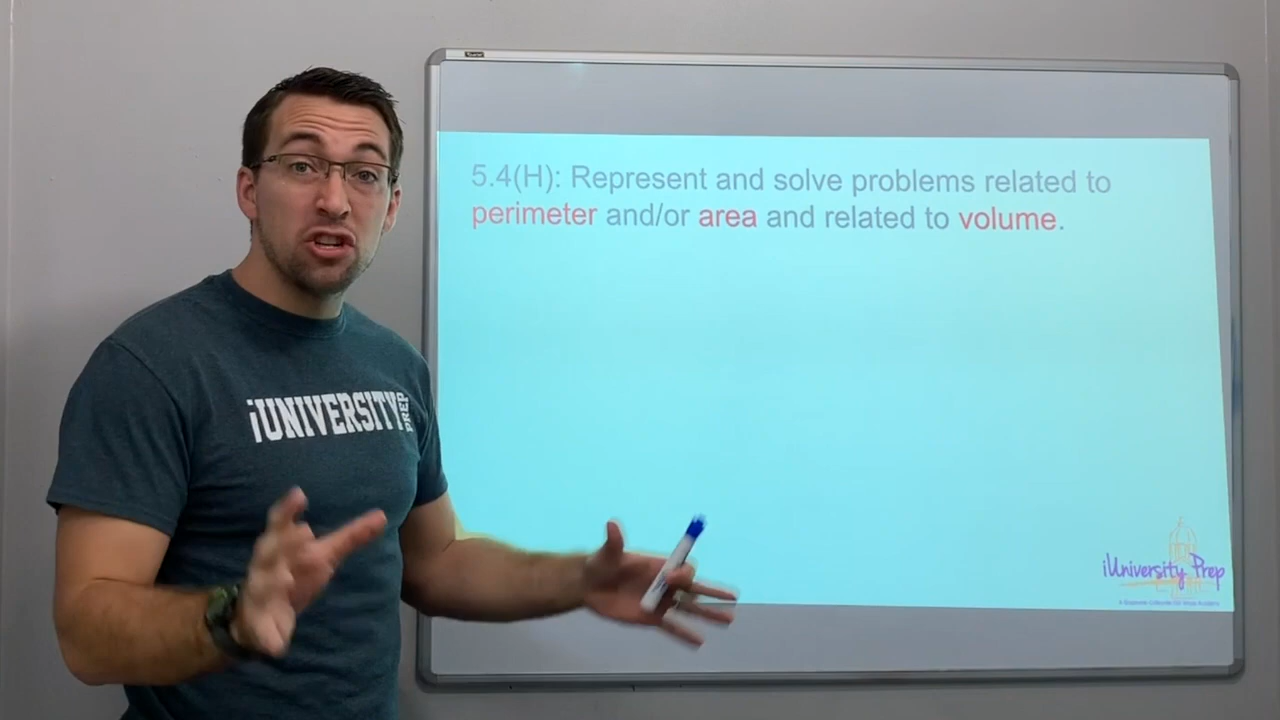 5.4(H): Represent and solve problems related to
perimeter and/or area and related to volume.
iUNIVERSITY
PREP
iUniversity Prep